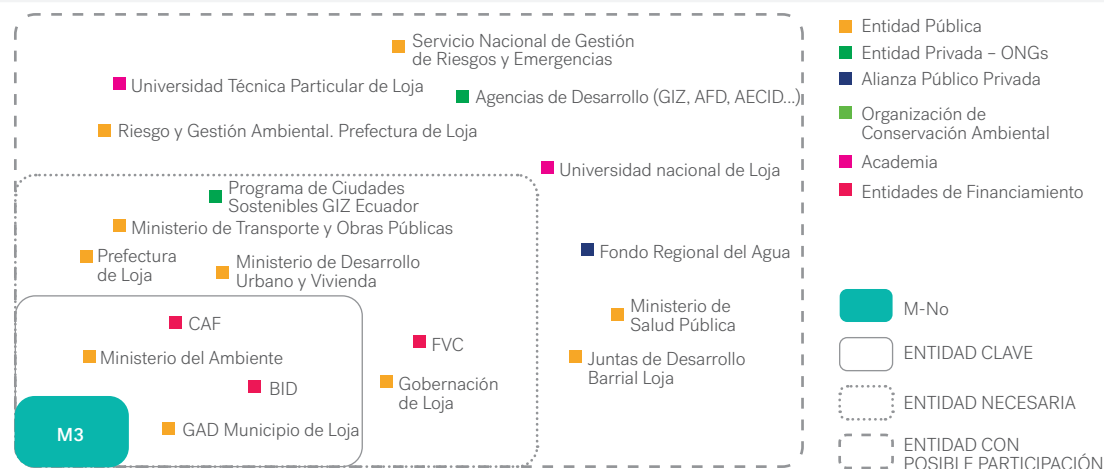 Servicio Nacional de Gestión
de Riesgos y Emergencias
Universidad Técnica Particular de Loja
Agencias de Desarrollo (GIZ, AFD, AECID...)
Riesgo y Gestión Ambiental. Prefectura de Loja
Universidad nacional de Loja
Programa de Ciudades
Sostenibles GIZ Ecuador
Ministerio de Transporte y Obras Públicas
Prefectura
de Loja
Ministerio de Desarrollo
Urbano y Vivienda
Fondo Regional del Agua
Ministerio de
Salud Pública
Juntas de Desarrollo
Barrial Loja
CAF
FVC
Ministerio del Ambiente
BID
Gobernación
de Loja
GAD Municipio de Loja
M3
Entidad Pública
Entidad Privada – ONGs
Alianza Público Privada
Organización de
Conservación Ambiental
Academia
Entidades de Financiamiento
M-No
ENTIDAD CLAVE
ENTIDAD NECESARIA
ENTIDAD CON
POSIBLE PARTICIPACIÓN